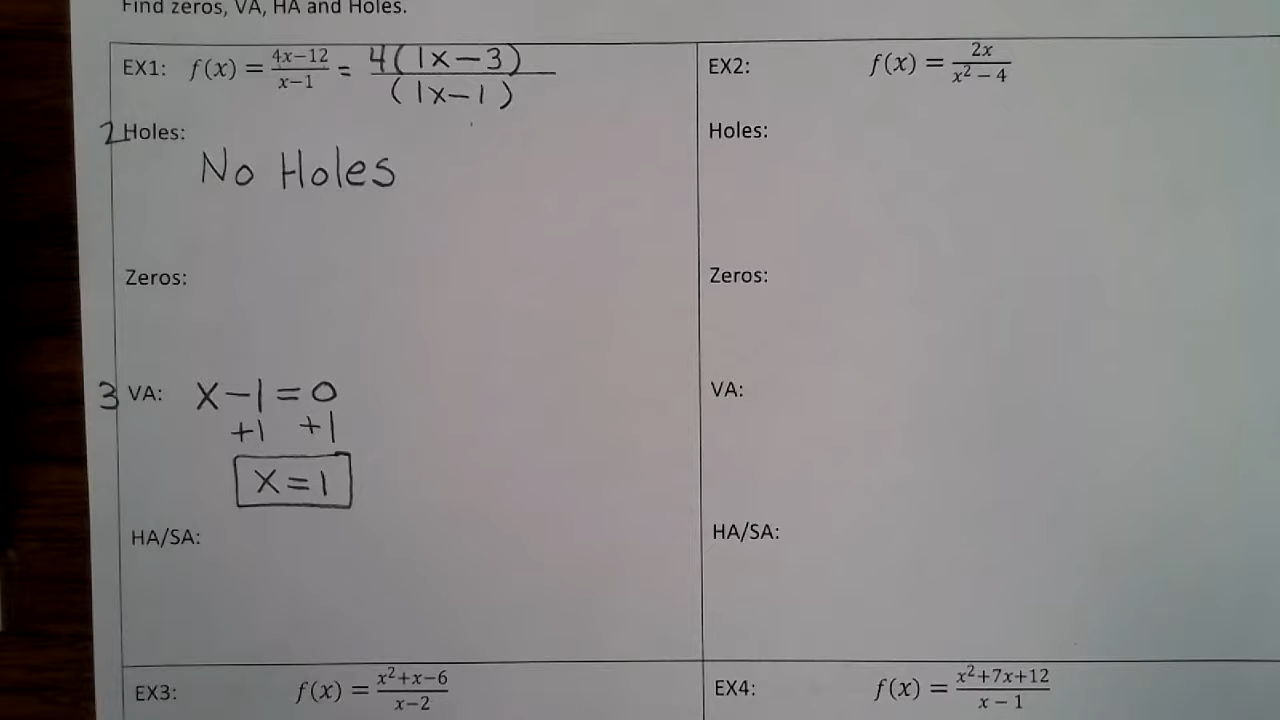 Find zeros, VA, HA and Holes.
EX1: f(x) = 4x−12 / x−1 = 4(1x−3) / (1x−1)
2 Holes:
No Holes
Zeros:
3 VA: x−1=0
+1 +1
x=1
HA/SA:
EX2: f(x) = 2x / x² − 4
Holes:
Zeros:
VA:
HA/SA:
EX3: f(x) = x²+x−6 / x−2
EX4: f(x) = x²+7x+12 / x − 1